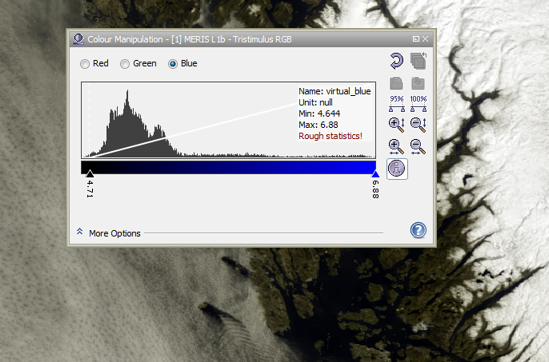 Colour Manipulation - [1] MERIS L1b - Tristimulus RGB
Red Green Blue
Name: virtual_blue
Unit: null
Min: 4.644
Max: 6.88
Rough statistics!
95% 100%
4.71 6.88
More Options